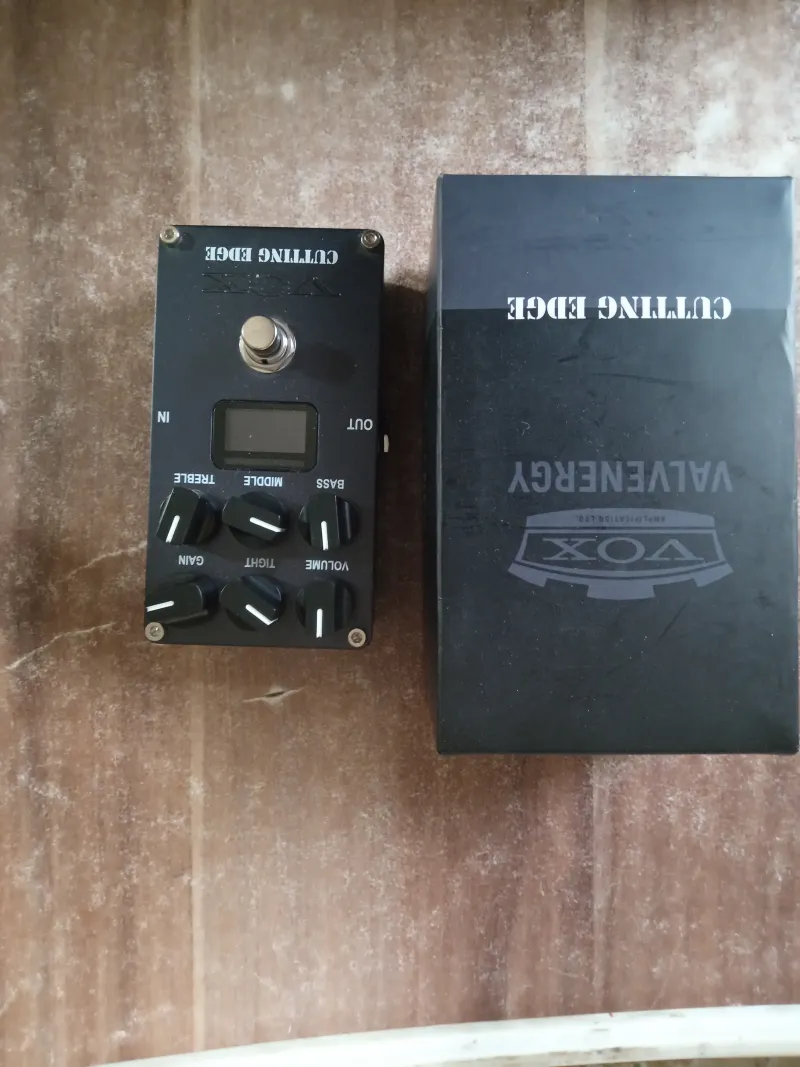 VOX
AMPLIFICATION LTD.
VALVENERGY
CUTTING EDGE
VOLUME TIGHT GAIN
BASS MIDDLE TREBLE
OUT IN
VOX
CUTTING EDGE